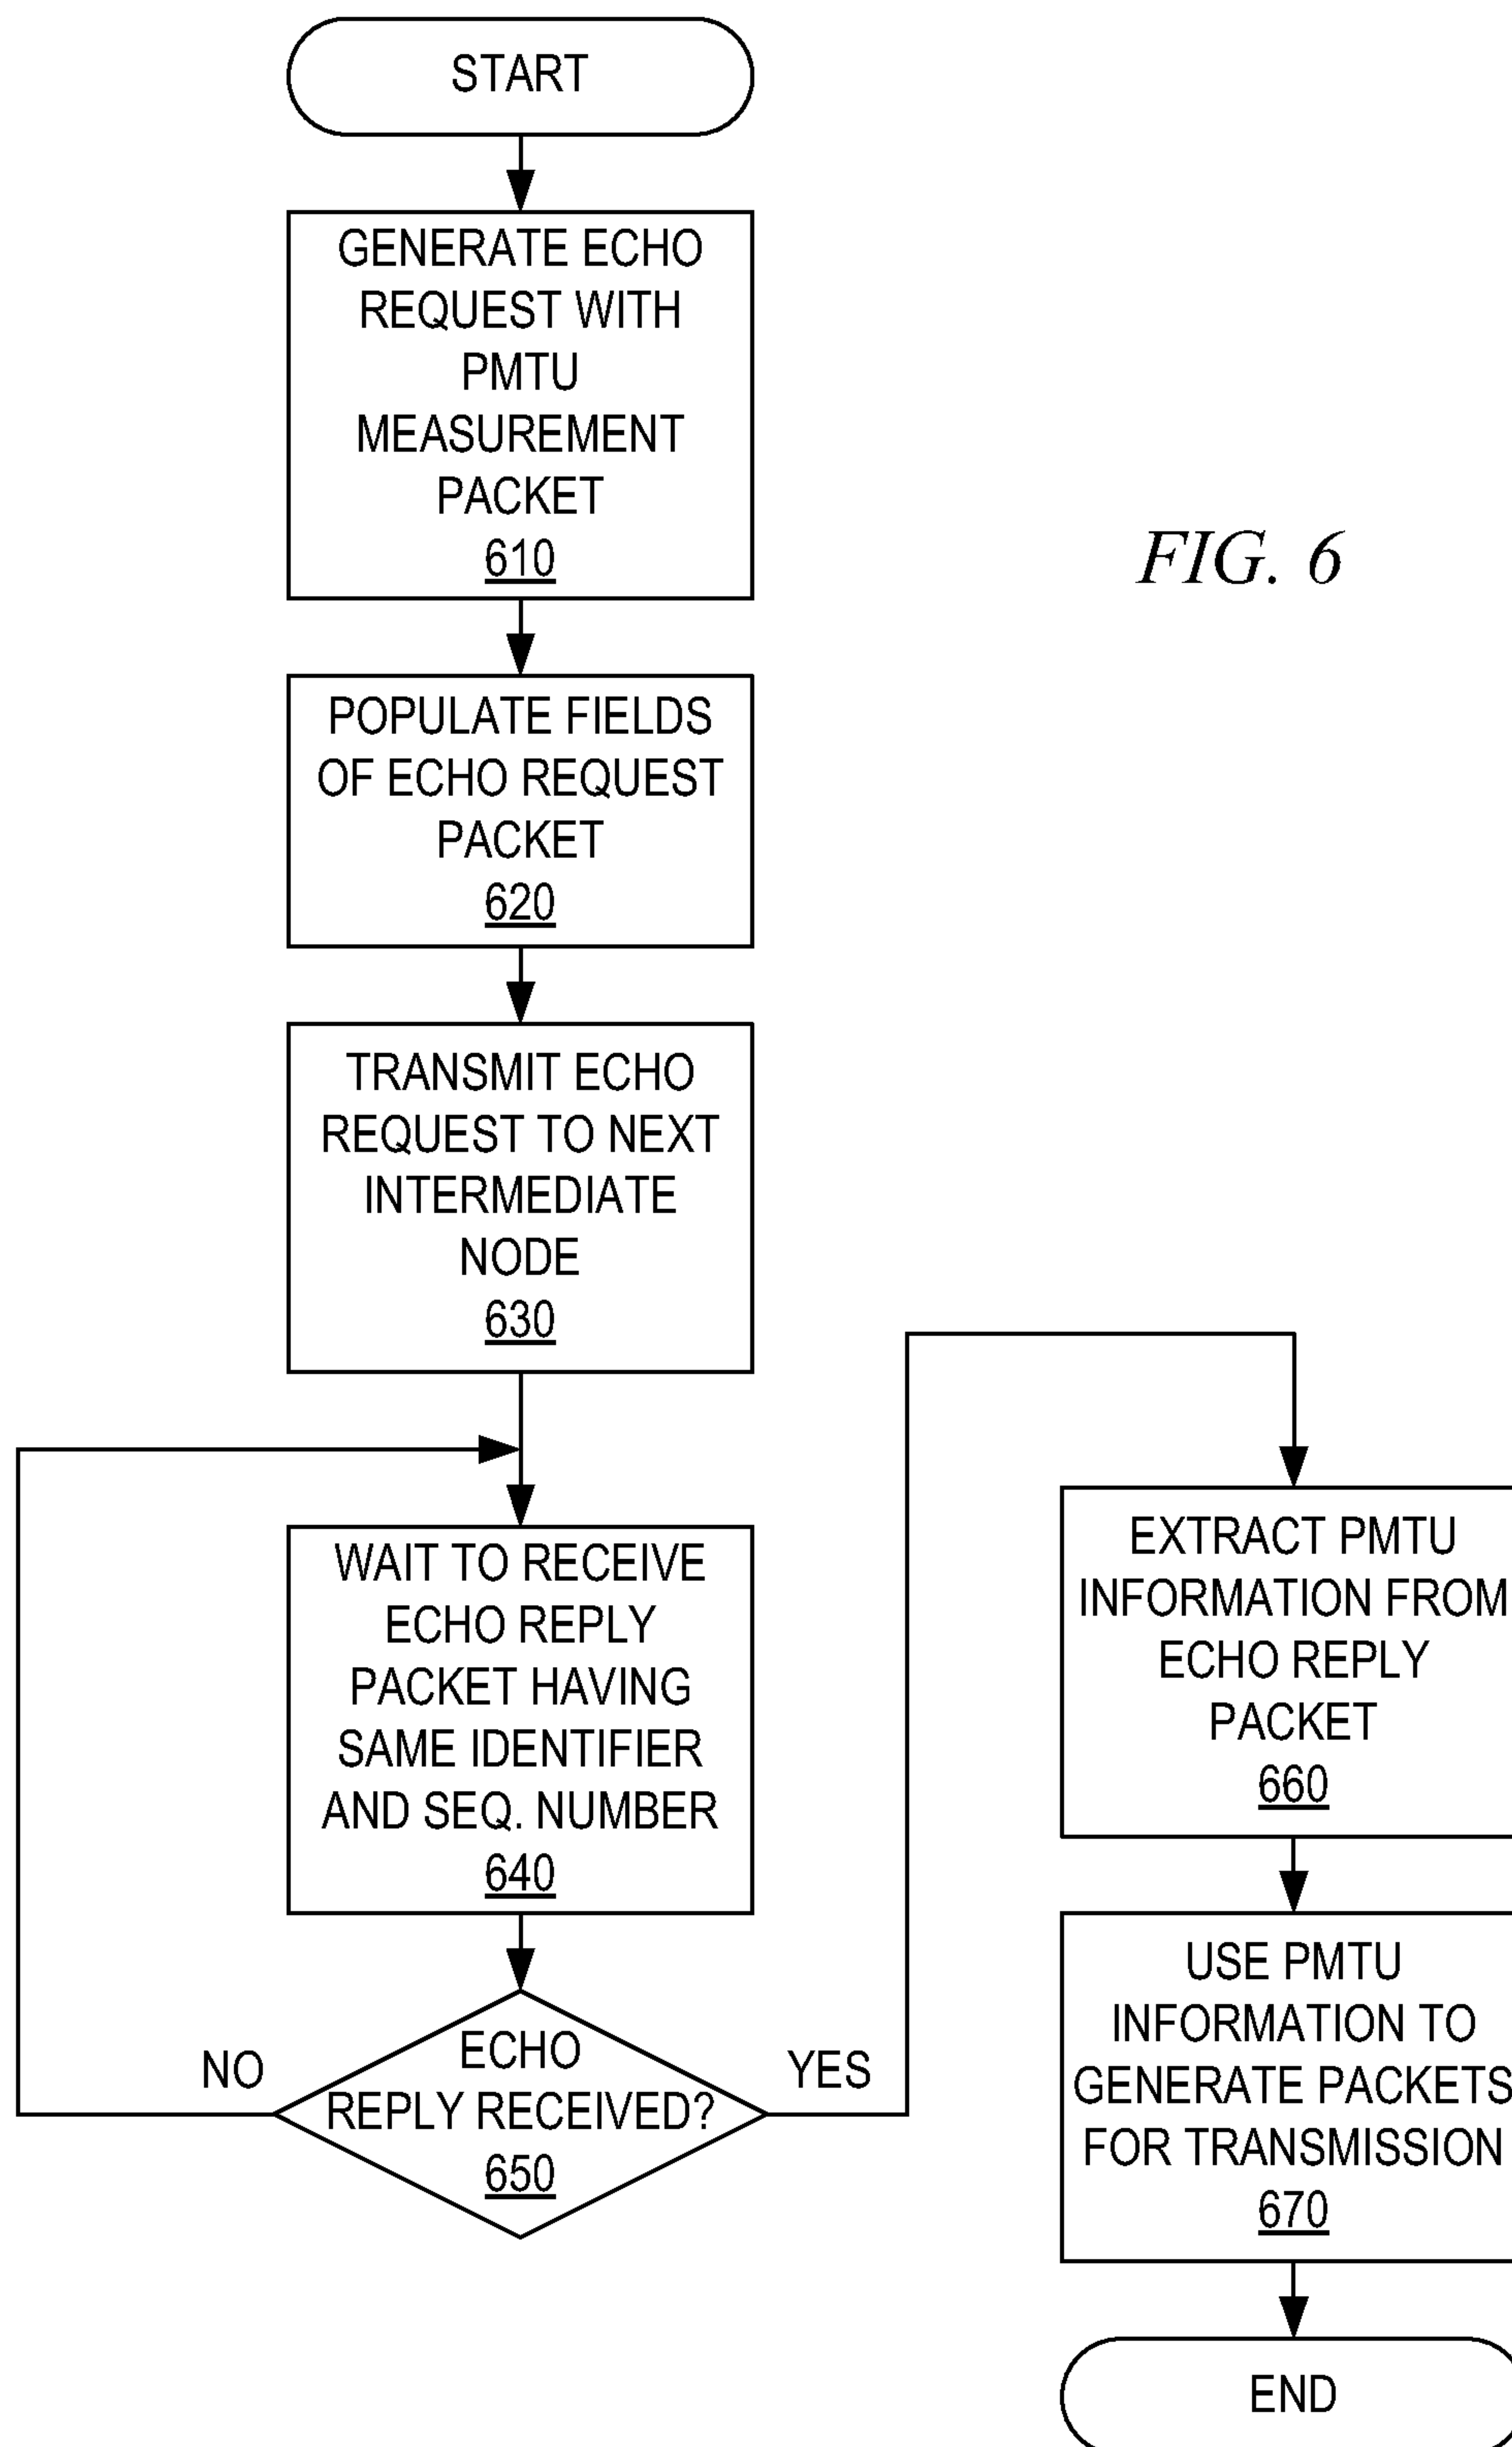 START
GENERATE ECHO
REQUEST WITH
PMTU
MEASUREMENT
PACKET
610
FIG. 6
POPULATE FIELDS
OF ECHO REQUEST
PACKET
620
TRANSMIT ECHO
REQUEST TO NEXT
INTERMEDIATE
NODE
630
WAIT TO RECEIVE
ECHO REPLY
PACKET HAVING
SAME IDENTIFIER
AND SEQ. NUMBER
640
ECHO
REPLY RECEIVED?
650
NO
YES
EXTRACT PMTU
INFORMATION FROM
ECHO REPLY
PACKET
660
USE PMTU
INFORMATION TO
GENERATE PACKETS
FOR TRANSMISSION
670
END